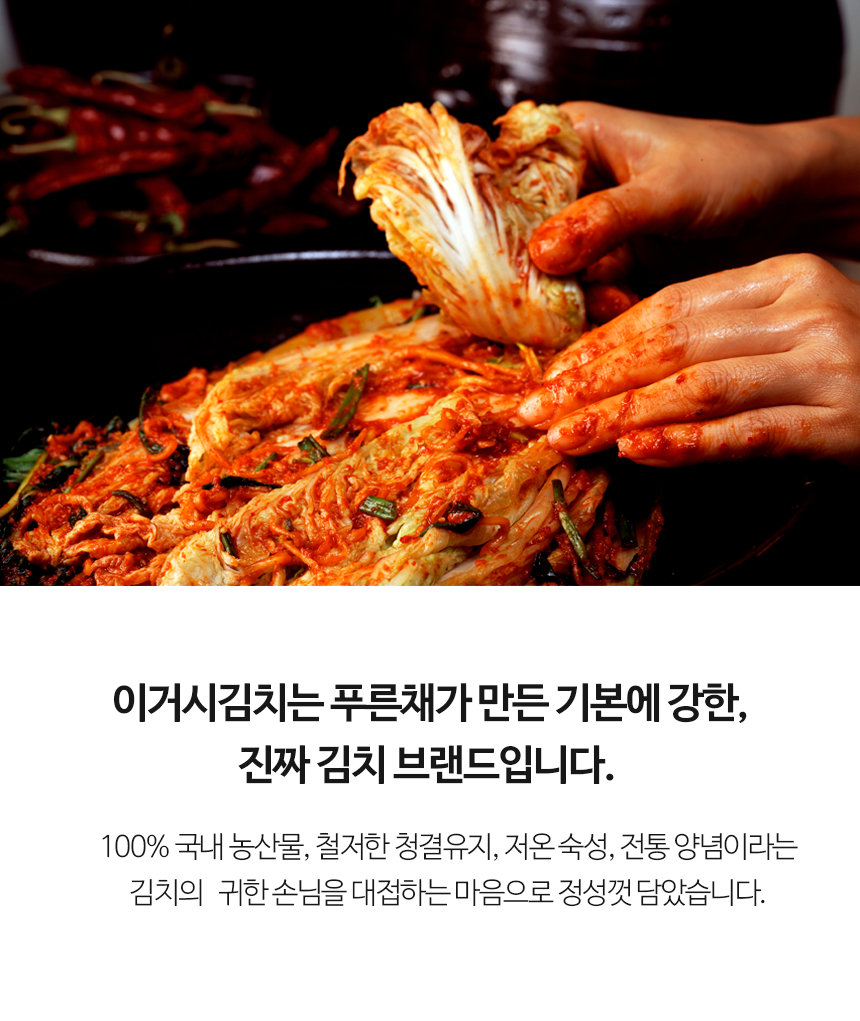 이거시김치는 푸른채가 만든 기본에 강한,
진짜 김치 브랜드입니다.
100% 국내 농산물, 철저한 청결유지, 저온 숙성, 전통 양념이라는
김치의 귀한 손님을 대접하는 마음으로 정성껏 담았습니다.